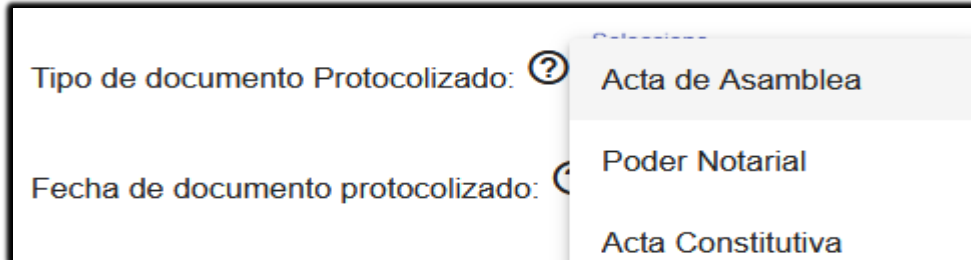 Tipo de documento Protocolizado:
Acta de Asamblea
Poder Notarial
Fecha de documento protocolizado:
Acta Constitutiva